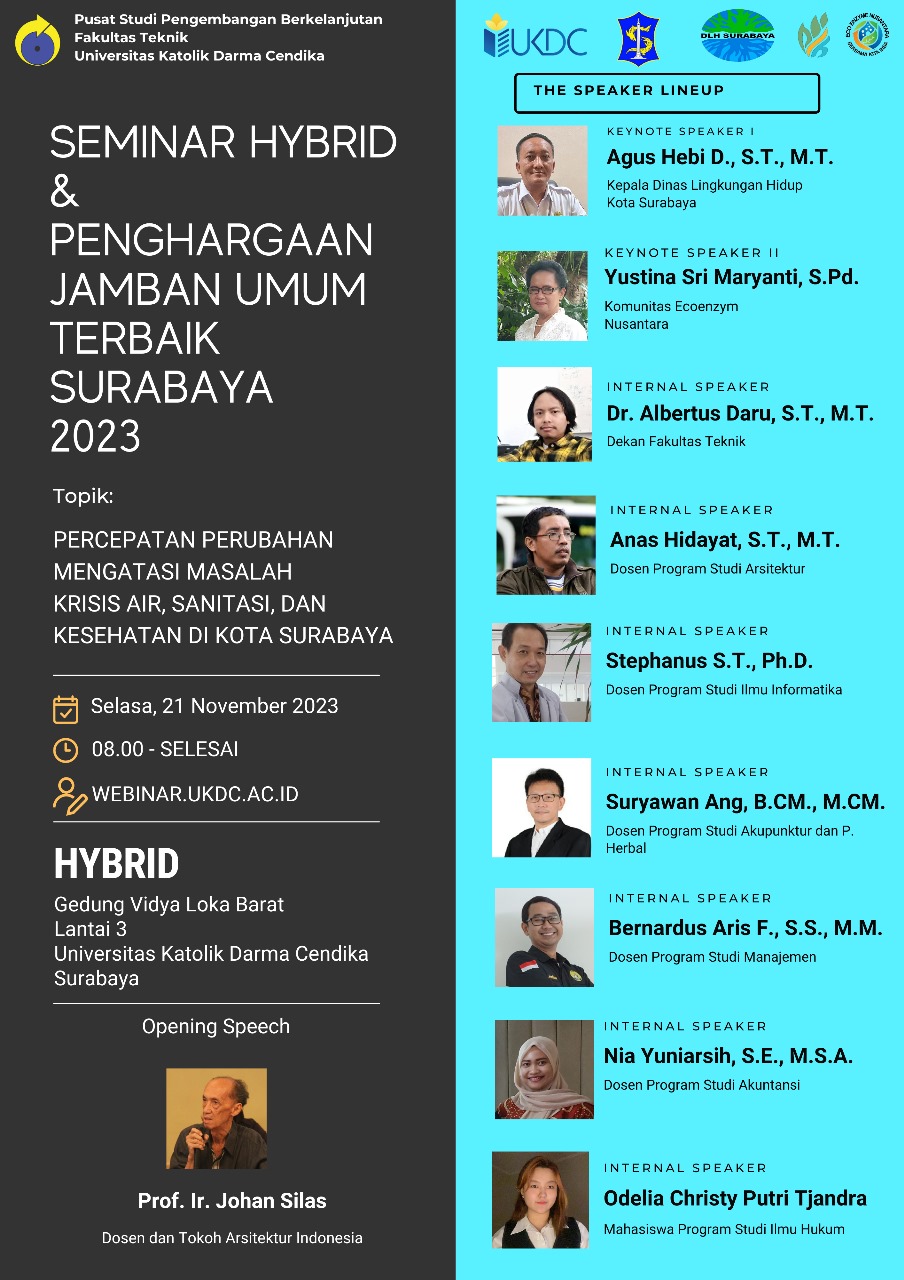 Pusat Studi Pengembangan Berkelanjutan
Fakultas Teknik
Universitas Katolik Darma Cendika
SEMINAR HYBRID
&
PENGHARGAAN
JAMBAN UMUM
TERBAIK
SURABAYA
2023
Topik:
PERCEPATAN PERUBAHAN
MENGATASI MASALAH
KRISIS AIR, SANITASI, DAN
KESEHATAN DI KOTA SURABAYA
Selasa, 21 November 2023
08.00 - SELESAI
WEBINAR.UKDC.AC.ID
HYBRID
Gedung Vidya Loka Barat
Lantai 3
Universitas Katolik Darma Cendika
Surabaya
Opening Speech
Prof. Ir. Johan Silas
Dosen dan Tokoh Arsitektur Indonesia
UKDC
DLH SURABAYA
ECO ENZYME NUSANTARA
THE SPEAKER LINEUP
KEYNOTE SPEAKER I
Agus Hebi D., S.T., M.T.
Kepala Dinas Lingkungan Hidup
Kota Surabaya
KEYNOTE SPEAKER II
Yustina Sri Maryanti, S.Pd.
Komunitas Ecoenzym
Nusantara
INTERNAL SPEAKER
Dr. Albertus Daru, S.T., M.T.
Dekan Fakultas Teknik
INTERNAL SPEAKER
Anas Hidayat, S.T., M.T.
Dosen Program Studi Arsitektur
INTERNAL SPEAKER
Stephanus S.T., Ph.D.
Dosen Program Studi Ilmu Informatika
INTERNAL SPEAKER
Suryawan Ang, B.CM., M.CM.
Dosen Program Studi Akupunktur dan P.
Herbal
INTERNAL SPEAKER
Bernardus Aris F., S.S., M.M.
Dosen Program Studi Manajemen
INTERNAL SPEAKER
Nia Yuniarsih, S.E., M.S.A.
Dosen Program Studi Akuntansi
INTERNAL SPEAKER
Odelia Christy Putri Tjandra
Mahasiswa Program Studi Ilmu Hukum